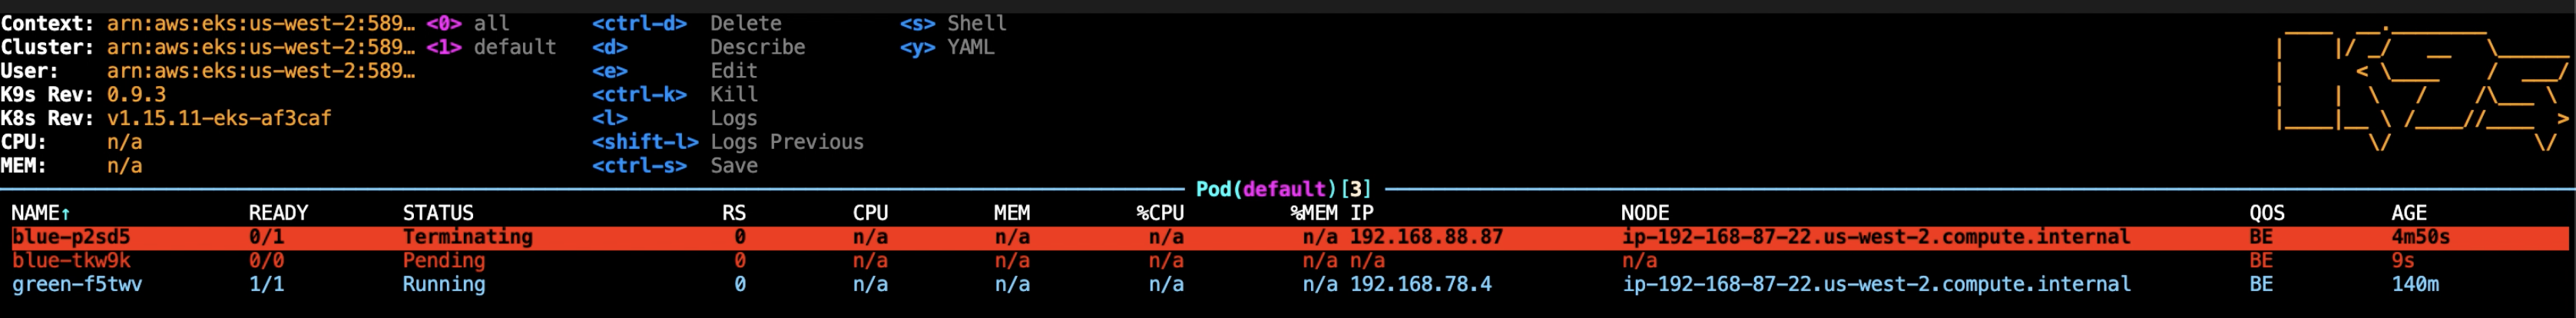 Context: arn:aws:eks:us-west-2:589… <0> all <ctrl-d> Delete <s> Shell
Cluster: arn:aws:eks:us-west-2:589… <1> default <d> Describe <y> YAML
User: arn:aws:eks:us-west-2:589… <e> Edit
K9s Rev: 0.9.3 <ctrl-k> Kill
K8s Rev: v1.15.11-eks-af3caf <l> Logs
CPU: n/a <shift-l> Logs Previous
MEM: n/a <ctrl-s> Save
K9s
Pod(default)[3]
NAME↑ READY STATUS RS CPU MEM %CPU %MEM IP NODE QOS AGE
blue-p2sd5 0/1 Terminating 0 n/a n/a n/a n/a 192.168.88.87 ip-192-168-87-22.us-west-2.compute.internal BE 4m50s
blue-tkw9k 0/0 Pending 0 n/a n/a n/a n/a n/a n/a BE 9s
green-f5twv 1/1 Running 0 n/a n/a n/a n/a 192.168.78.4 ip-192-168-87-22.us-west-2.compute.internal BE 140m